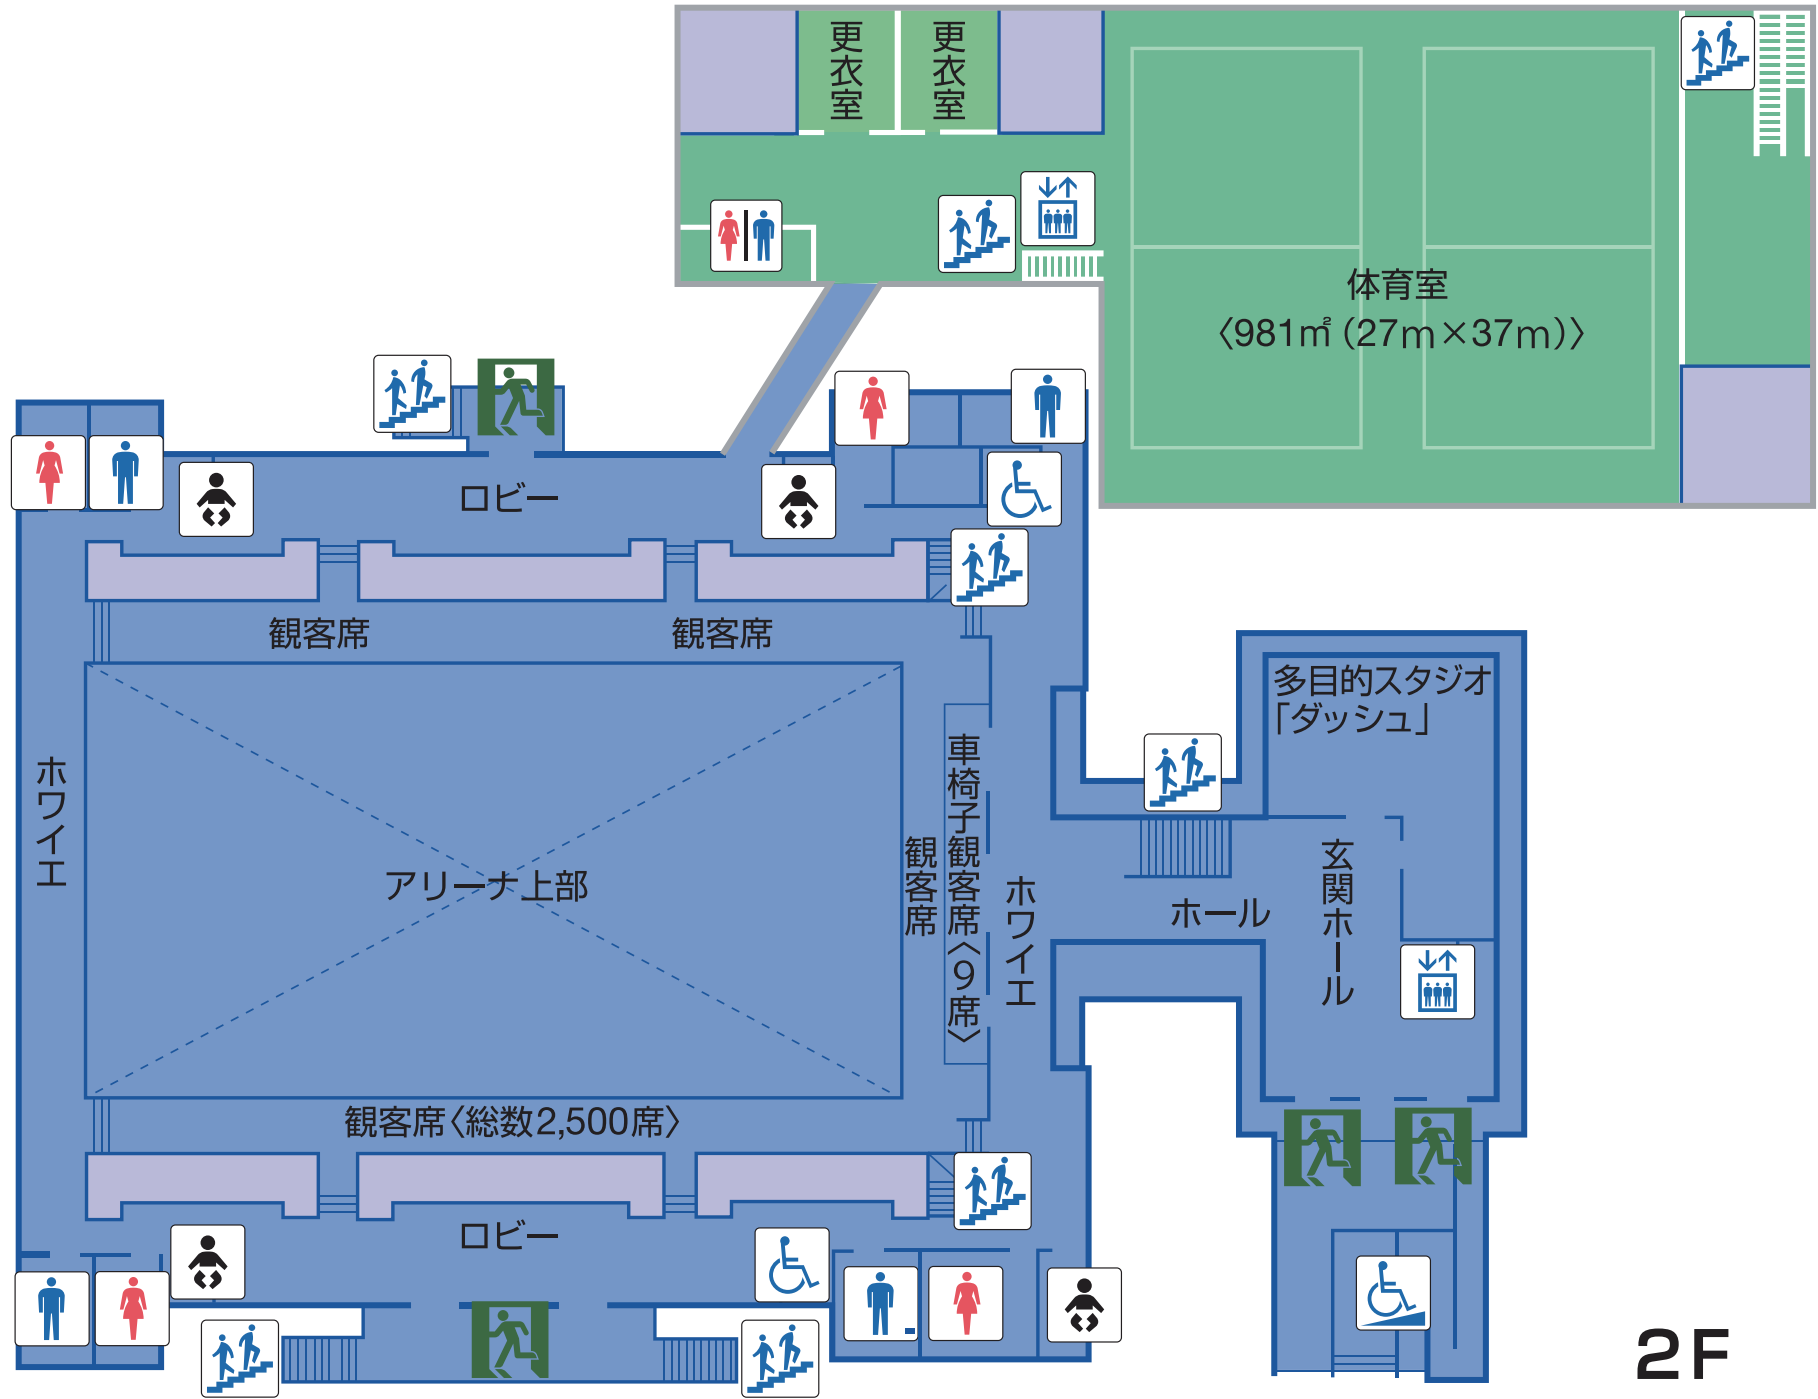 更衣室
更衣室
体育室
〈981㎡（27m×37m）〉
ロビー
観客席
観客席
多目的スタジオ
「ダッシュ」
ホワイエ
アリーナ上部
観客席
車椅子観客席〈9席〉
ホワイエ
ホール
玄関ホール
観客席〈総数2,500席〉
ロビー
2F